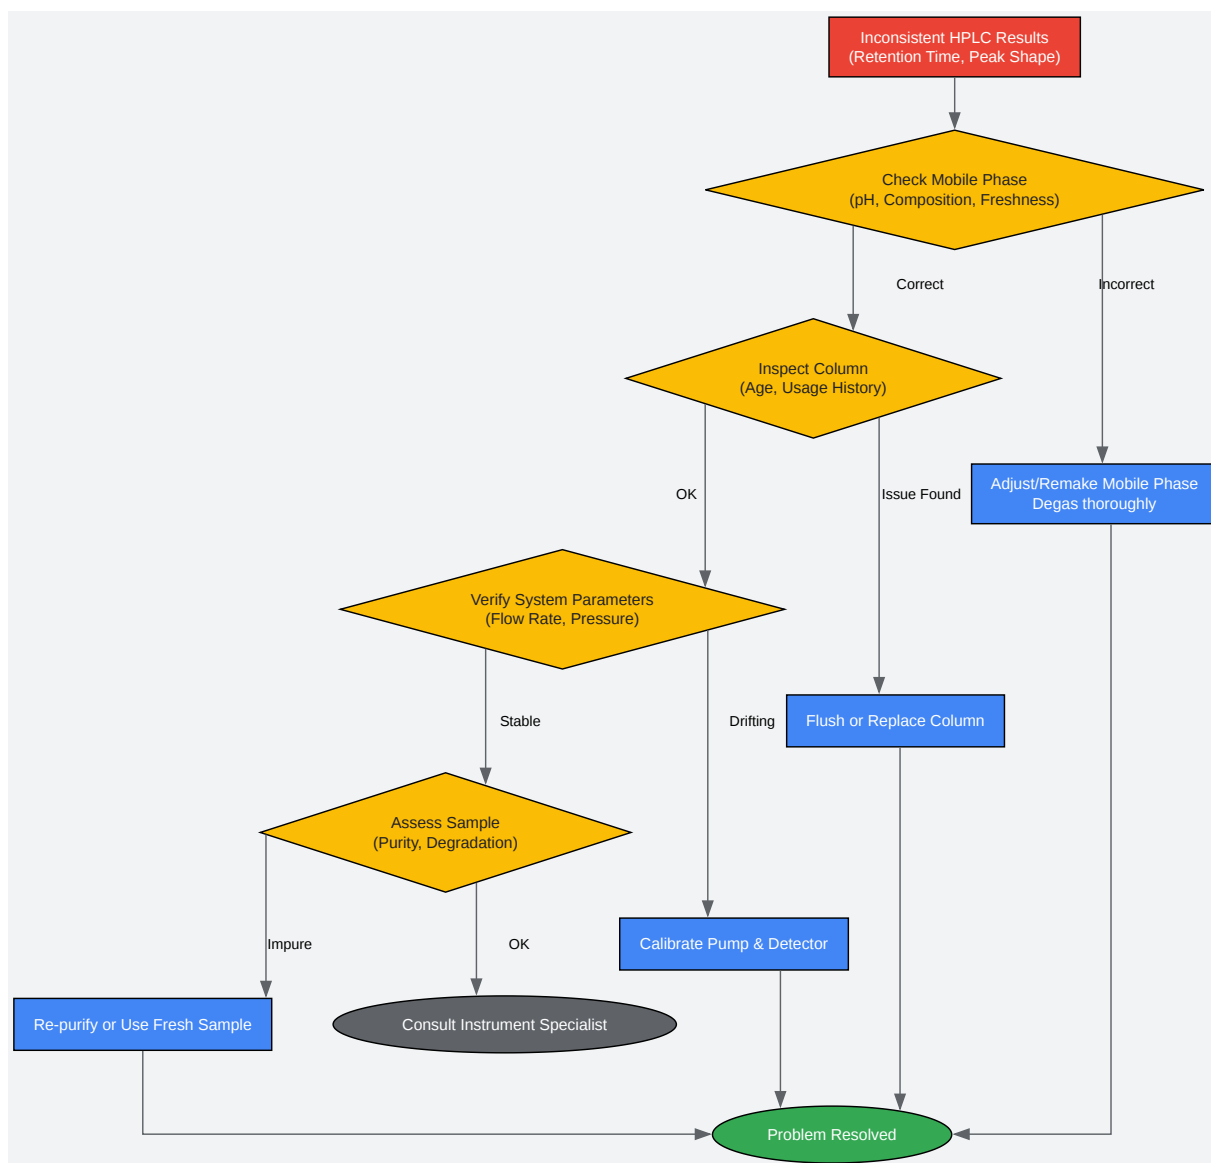 Inconsistent HPLC Results
(Retention Time, Peak Shape)
Check Mobile Phase
(pH, Composition, Freshness)
Correct
Incorrect
Inspect Column
(Age, Usage History)
OK
Issue Found
Adjust/Remake Mobile Phase
Degas thoroughly
Verify System Parameters
(Flow Rate, Pressure)
Stable
Drifting
Flush or Replace Column
Assess Sample
(Purity, Degradation)
Impure
OK
Calibrate Pump & Detector
Re-purify or Use Fresh Sample
Consult Instrument Specialist
Problem Resolved